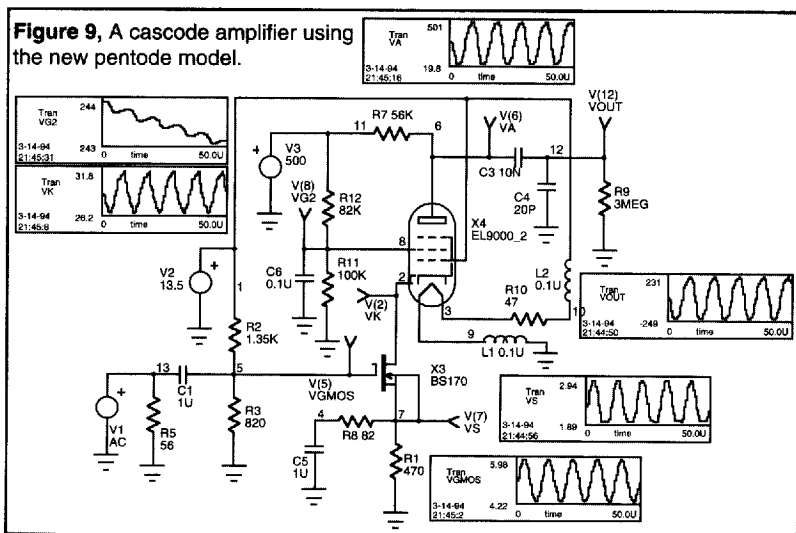 Figure 9, A cascode amplifier using
the new pentode model.
Tran
VA
3-14-94
21:45:16
501
19.8
0
time
50.0U
Tran
VG2
3-14-94
21:45:31
244
243
0
time
50.0U
Tran
VK
3-14-94
21:45:8
31.8
26.2
0
time
50.0U
R7 56K
11
6
V3
500
V(6)
VA
V(12)
VOUT
C3 10N
12
C4
20P
R9
3MEG
V(8)
VG2
R12
82K
X4
EL9000_2
8
C6
0.1U
R11
100K
2
V(2)
VK
V2
13.5
1
3
R10
47
L2
0.1U
10
9
L1 0.1U
Tran
VOUT
3-14-94
21:44:50
231
-249
0
time
50.0U
R2
1.35K
13
C1
1U
5
V(5)
VGMOS
X3
BS170
V1
AC
R5
56
R3
820
4
R8 82
7
V(7)
VS
C5
1U
R1
470
Tran
VS
3-14-94
21:44:56
2.94
1.89
0
time
50.0U
Tran
VGMOS
3-14-94
21:45:2
5.98
4.22
0
time
50.0U